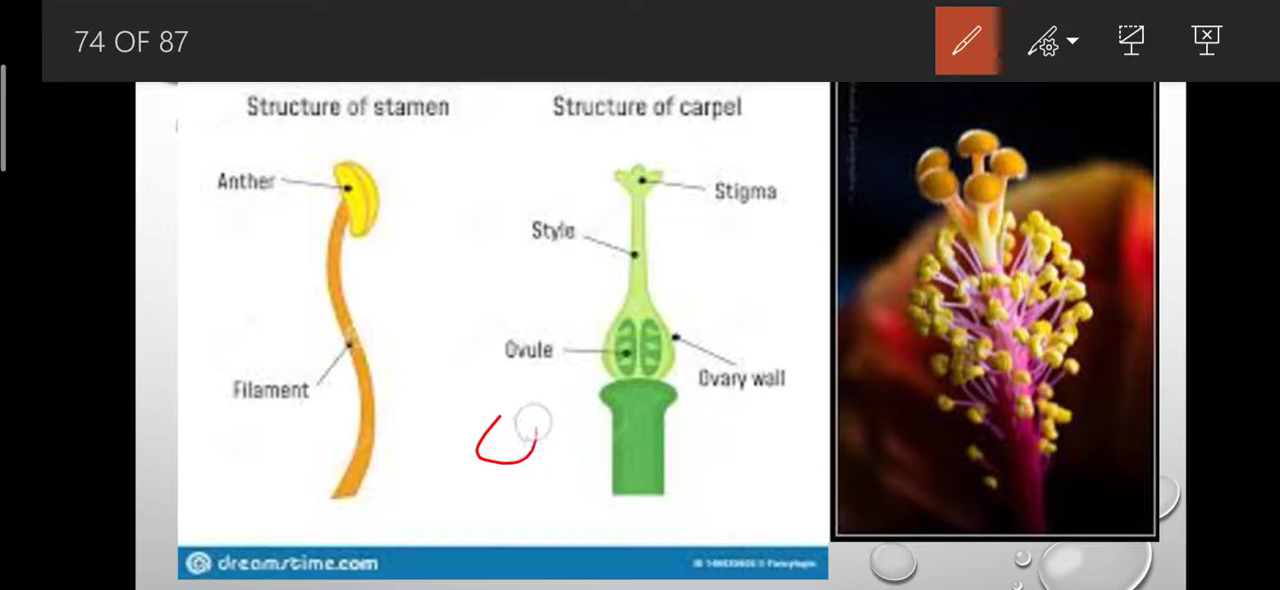 74 OF 87
Structure of stamen
Structure of carpel
Anther
Stigma
Style
Ovule
Ovary wall
Filament
dreamstime.com